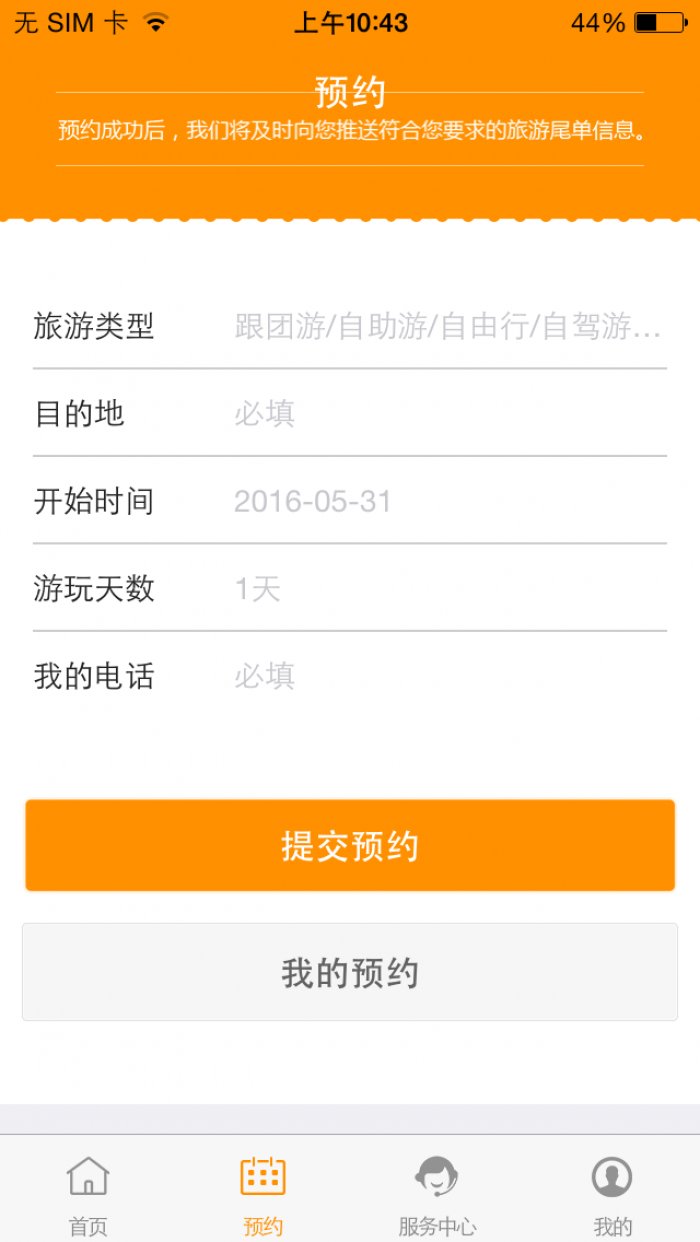 无 SIM 卡 上午10:43 44%
预约
预约成功后，我们将及时向您推送符合您要求的旅游尾单信息。
旅游类型 跟团游/自助游/自由行/自驾游...
目的地 必填
开始时间 2016-05-31
游玩天数 1天
我的电话 必填
提交预约
我的预约
首页 预约 服务中心 我的